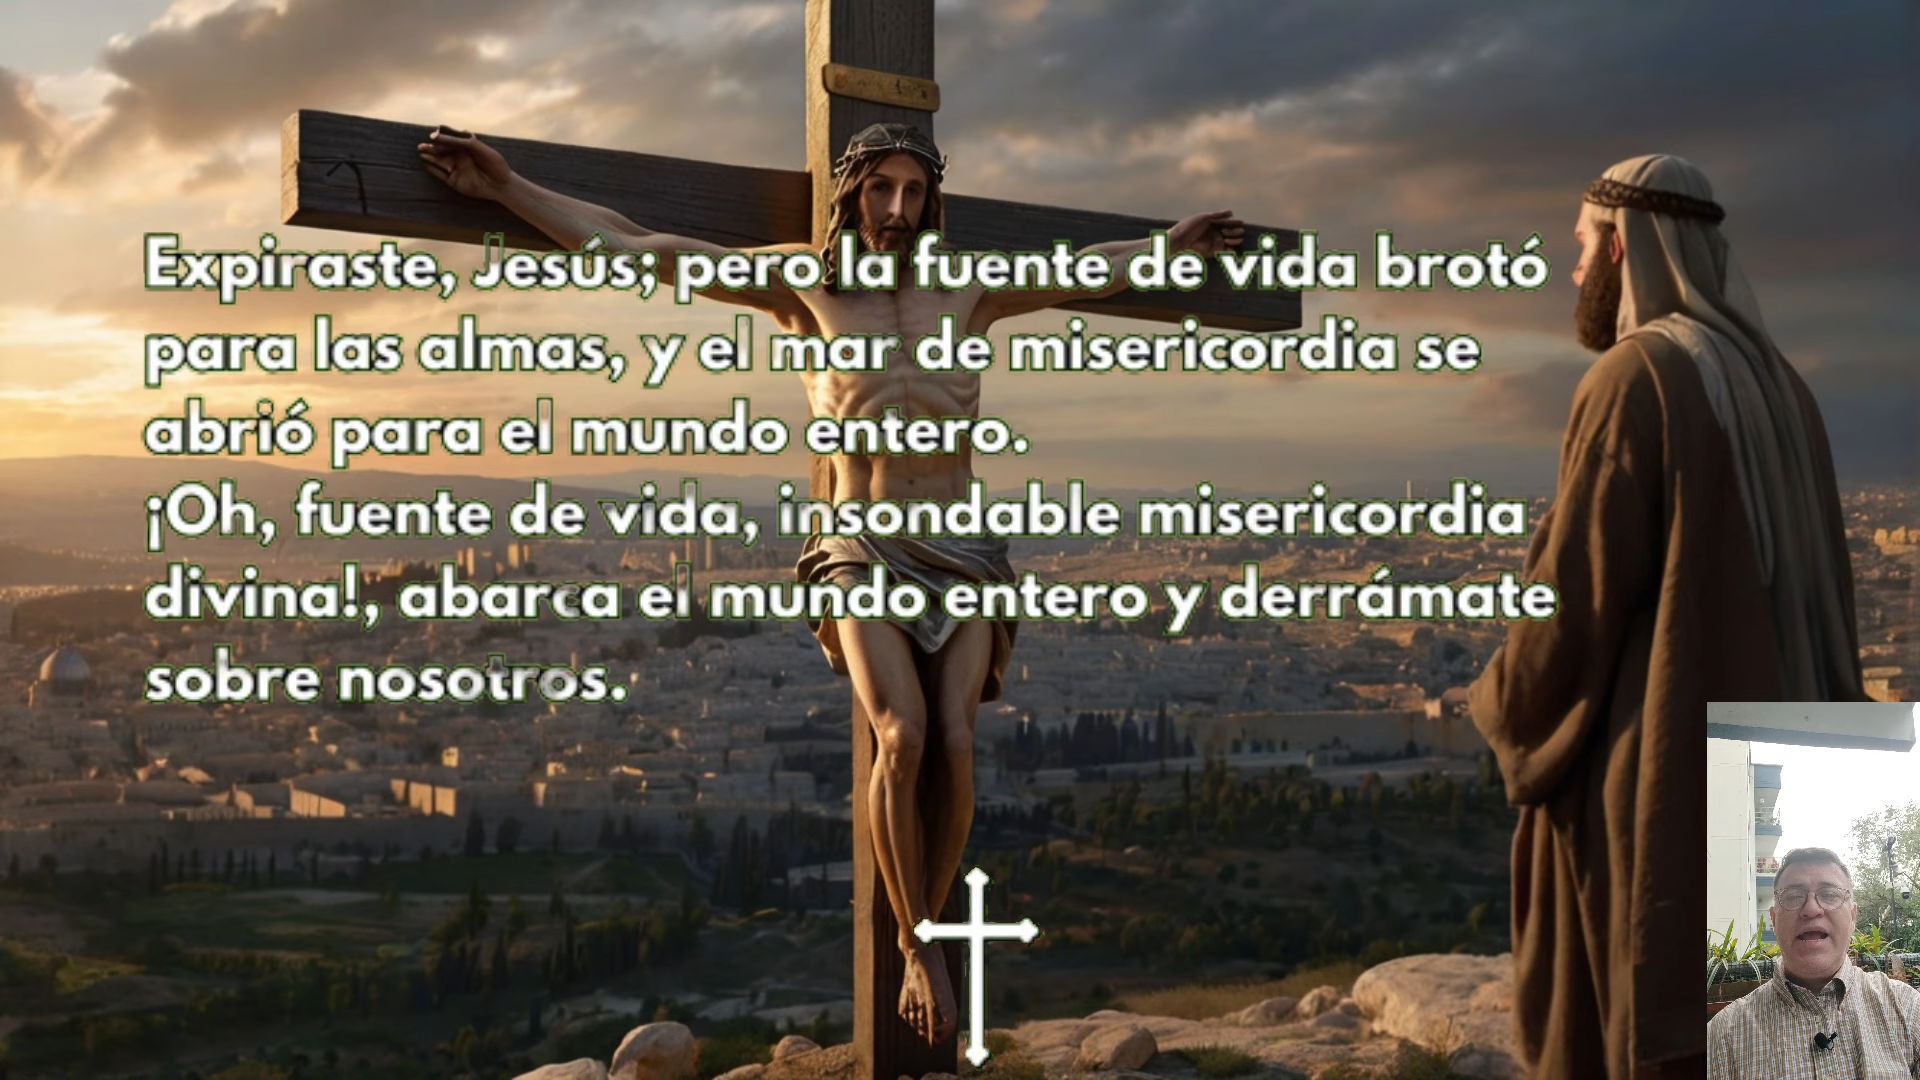 Expiraste, Jesús; pero la fuente de vida brotó
para las almas, y el mar de misericordia se
abrió para el mundo entero.
¡Oh, fuente de vida, insondable misericordia
divina!, abarca el mundo entero y derrámate
sobre nosotros.